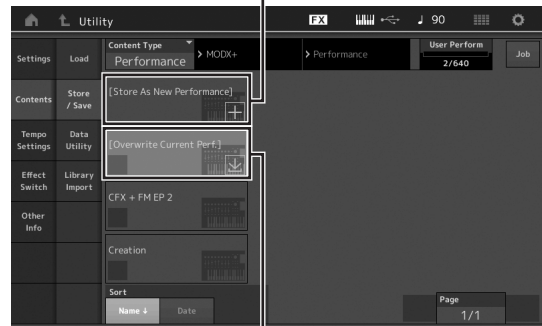 Utility
FX
90
Settings
Load
Content Type
Performance
> MODX+
> Performance
User Perform
2/640
Job
Contents
Store / Save
[Store As New Performance]
Tempo Settings
Data Utility
[Overwrite Current Perf.]
Effect Switch
Library Import
CFX + FM EP 2
Other Info
Creation
Sort
Name ↓
Date
Page
1/1